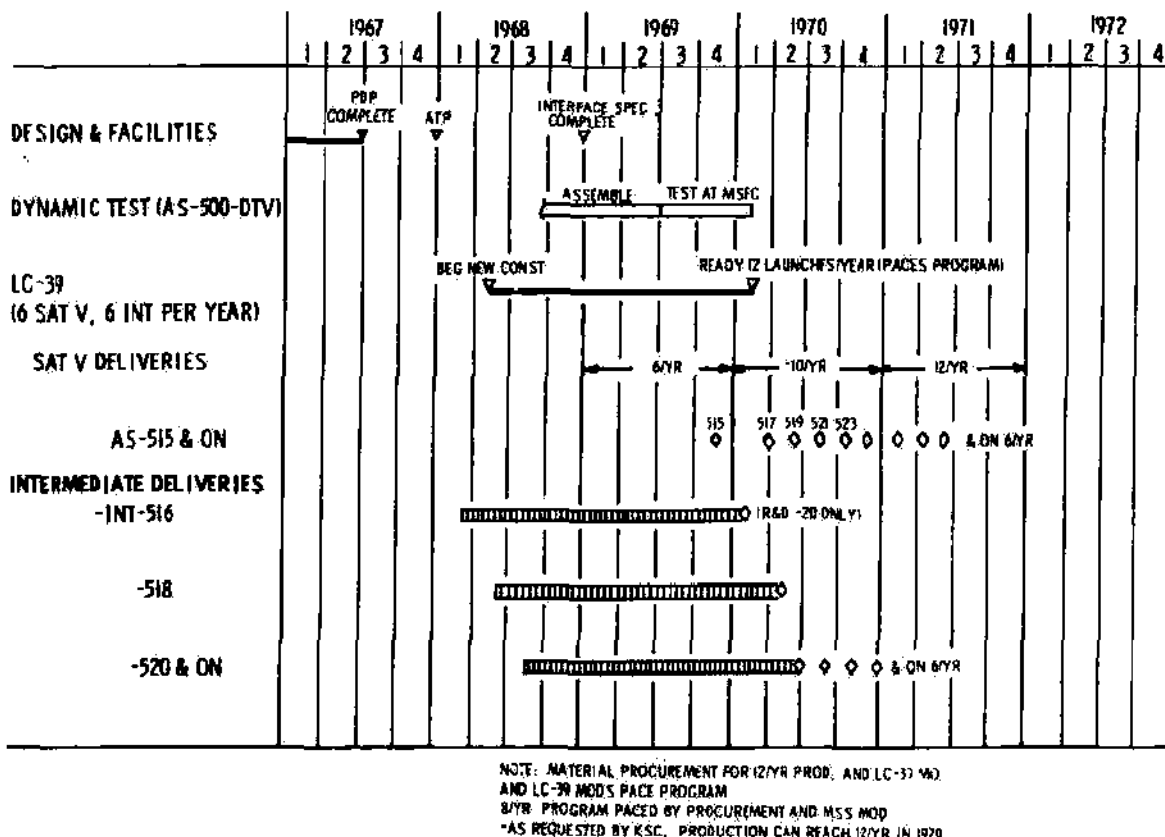 1967 1968 1969 1970 1971 1972
1 2 3 4 1 2 3 4 1 2 3 4 1 2 3 4 1 2 3 4 1 2 3 4
PDP
COMPLETE
ATP
INTERFACE SPEC
COMPLETE
DESIGN & FACILITIES
ASSEMBLE TEST AT MSFC
DYNAMIC TEST (AS-500-DTV)
BEG NEW CONST READY 12 LAUNCHES/YEAR (PACES PROGRAM)
LC-39
(6 SAT V, 6 INT PER YEAR)
SAT V DELIVERIES 6/YR -10/YR 12/YR
515 517 519 521 523
AS-515 & ON & ON 6/YR
INTERMEDIATE DELIVERIES
-INT-516 (R&D -20 ONLY)
-518
-520 & ON & ON 6/YR
NOTE: MATERIAL PROCUREMENT FOR 12/YR PROD. AND LC-37
AND LC-39 MODS PACE PROGRAM
8/YR PROGRAM PACED BY PROCUREMENT AND MSS MOD
*AS REQUESTED BY KSC. PRODUCTION CAN REACH 12/YR IN 1970